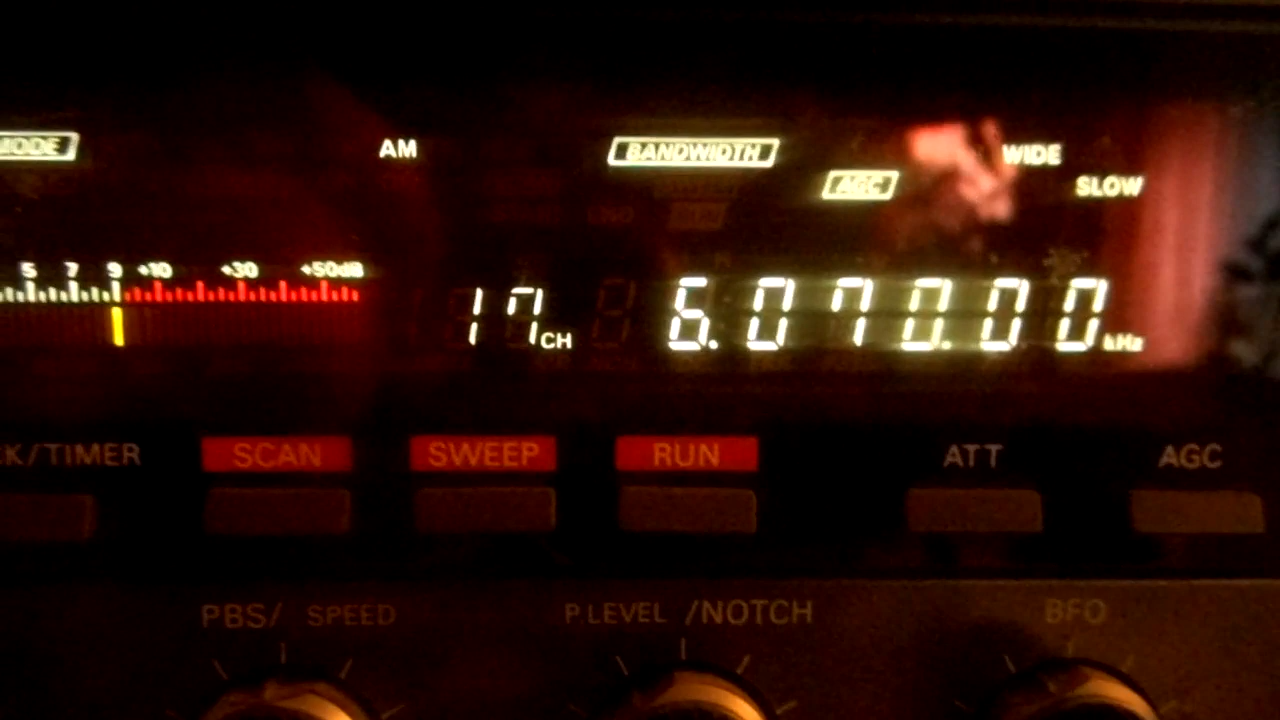 MODE AM BANDWIDTH WIDE
AGC SLOW
5 7 9 +10 +30 +50dB
17 CH 6.070.00 kHz
CK/TIMER SCAN SWEEP RUN ATT AGC
PBS/ SPEED P.LEVEL /NOTCH BFO